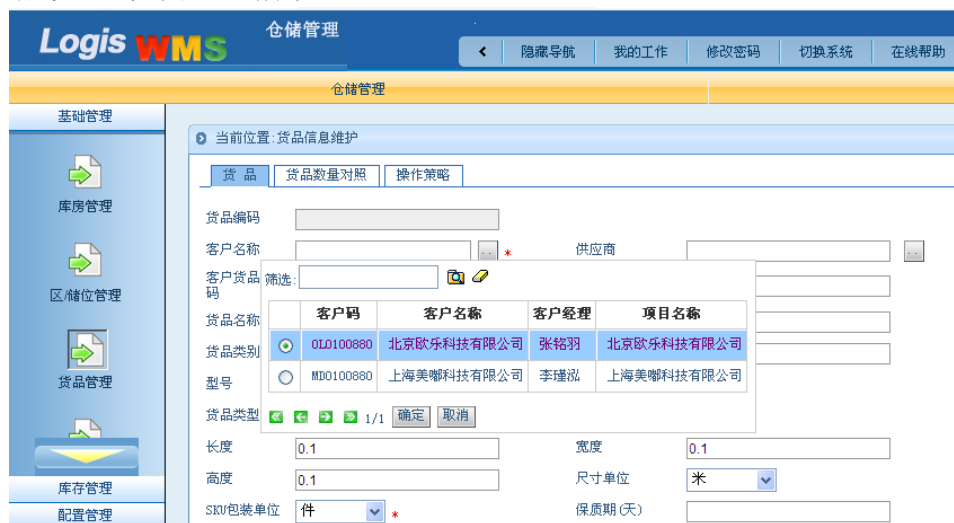 仓储管理
Logis WMS
隐藏导航 我的工作 修改密码 切换系统 在线帮助
仓储管理
基础管理
当前位置:货品信息维护
货 品 货品数量对照 操作策略
库房管理
货品编码
客户名称 .. * 供应商 ..
客户货品码
筛选:
区/储位管理
客户码 客户名称 客户经理 项目名称
货品名称
OLO100880 北京欧乐科技有限公司 张铭羽 北京欧乐科技有限公司
货品类别
MDO100880 上海美嘟科技有限公司 李瑾泓 上海美嘟科技有限公司
货品管理
型号
货品类型
1/1 确定 取消
长度 0.1 宽度 0.1
高度 0.1 尺寸单位 米
库存管理
SKU包装单位 件 * 保质期(天)
配置管理